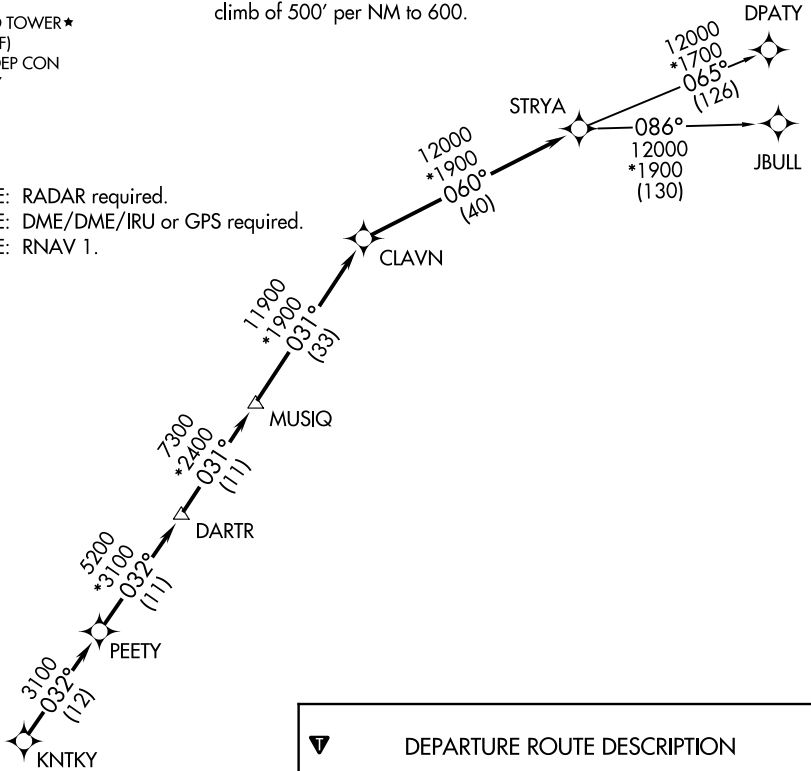 TOWER★
F)
EP CON
climb of 500' per NM to 600.
DPATY
12000
*1700
065°
(126)
STRYA
086°
12000
*1900
(130)
JBULL
12000
*1900
060°
(40)
E: RADAR required.
E: DME/DME/IRU or GPS required.
E: RNAV 1.
CLAVN
11900
*1900
031°
(33)
MUSIQ
7300
*2400
031°
(11)
DARTR
5200
*3100
032°
(11)
PEETY
3100
032°
(12)
KNTKY
T DEPARTURE ROUTE DESCRIPTION